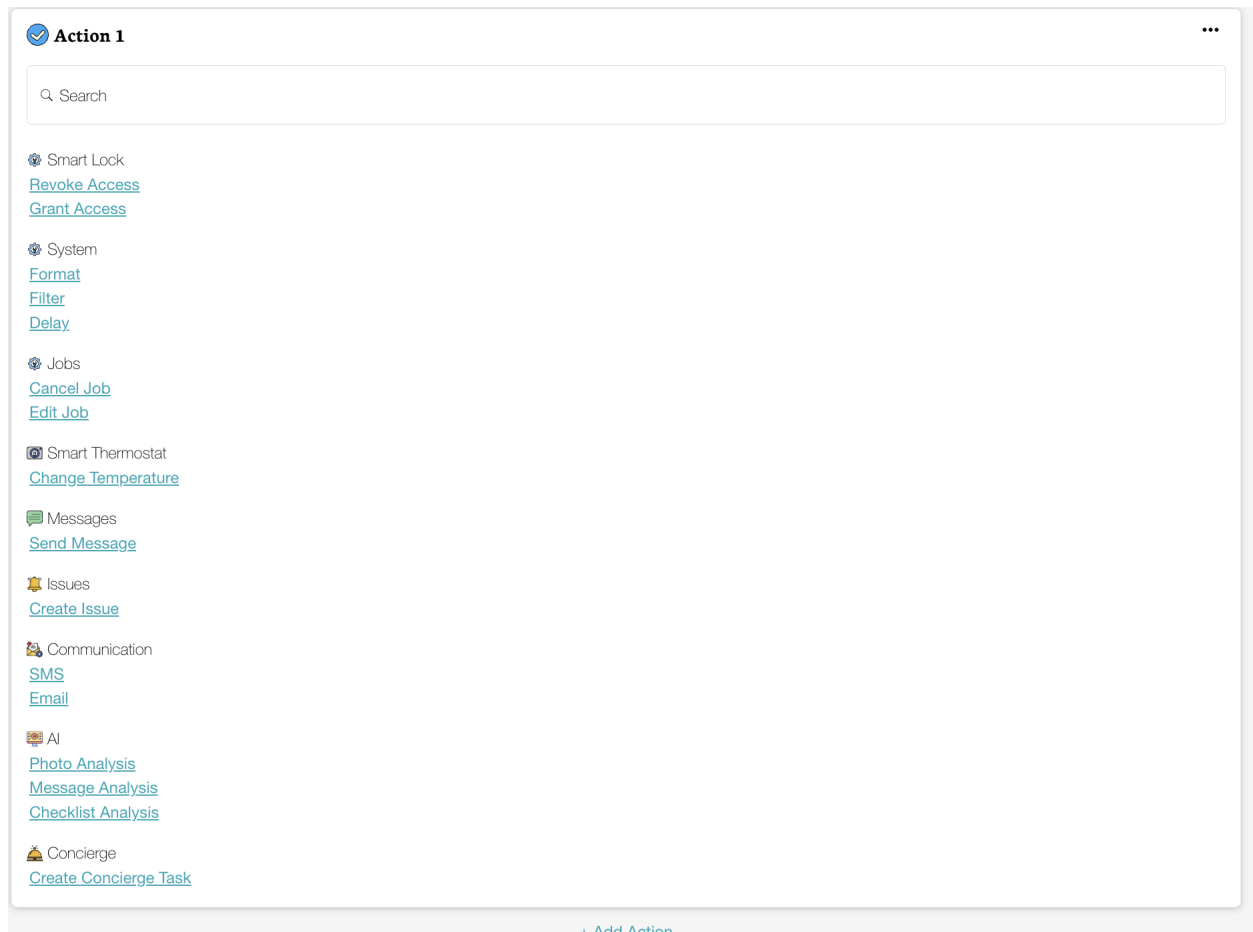 Action 1
Search
Smart Lock
Revoke Access
Grant Access
System
Format
Filter
Delay
Jobs
Cancel Job
Edit Job
Smart Thermostat
Change Temperature
Messages
Send Message
Issues
Create Issue
Communication
SMS
Email
AI
Photo Analysis
Message Analysis
Checklist Analysis
Concierge
Create Concierge Task
+ Add Action